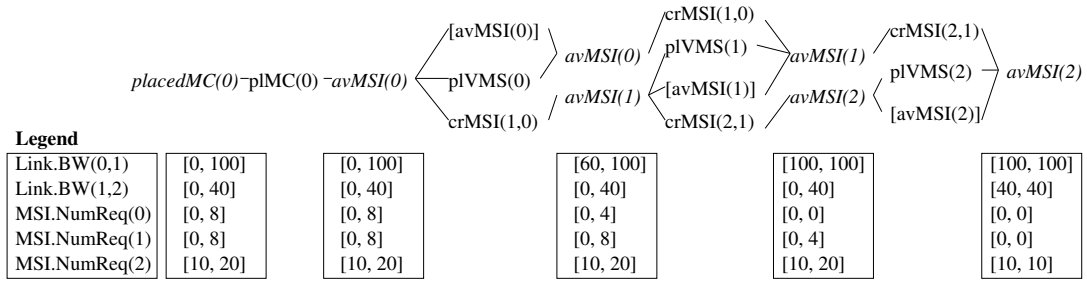 crMSI(1,0) crMSI(2,1)
[avMSI(0)] avMSI(0) plVMS(1) avMSI(1) plVMS(2)
placedMC(0) plMC(0) avMSI(0) plVMS(0) avMSI(1) [avMSI(1)] avMSI(2) avMSI(2)
crMSI(1,0) crMSI(2,1) [avMSI(2)]
Legend
Link.BW(0,1) [0, 100] [0, 100] [60, 100] [100, 100] [100, 100]
Link.BW(1,2) [0, 40] [0, 40] [0, 40] [0, 40] [40, 40]
MSI.NumReq(0) [0, 8] [0, 8] [0, 4] [0, 0] [0, 0]
MSI.NumReq(1) [0, 8] [0, 8] [0, 8] [0, 4] [0, 0]
MSI.NumReq(2) [10, 20] [10, 20] [10, 20] [10, 20] [10, 10]